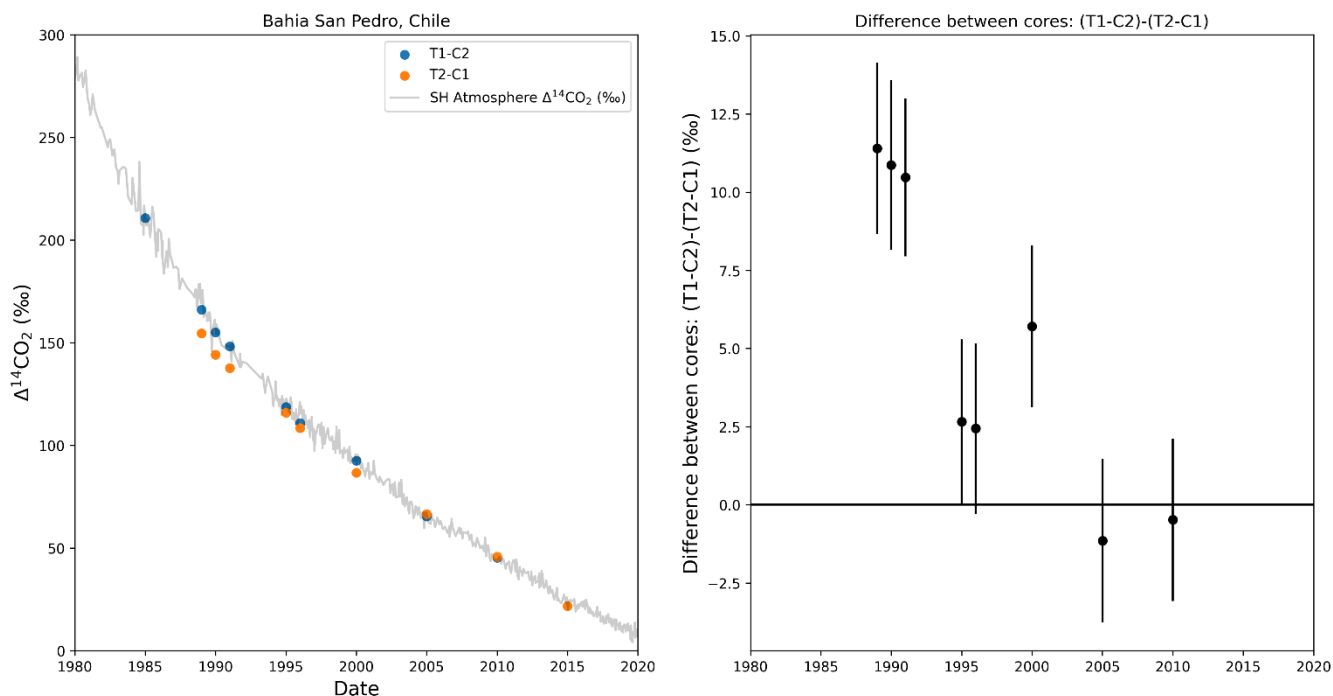 Bahia San Pedro, Chile
300
250
200
150
100
50
0
Δ¹⁴CO₂ (‰)
T1-C2
T2-C1
SH Atmosphere Δ¹⁴CO₂ (‰)
1980 1985 1990 1995 2000 2005 2010 2015 2020
Date
Difference between cores: (T1-C2)-(T2-C1)
15.0
12.5
10.0
7.5
5.0
2.5
0.0
−2.5
Difference between cores: (T1-C2)-(T2-C1) (‰)
1980 1985 1990 1995 2000 2005 2010 2015 2020